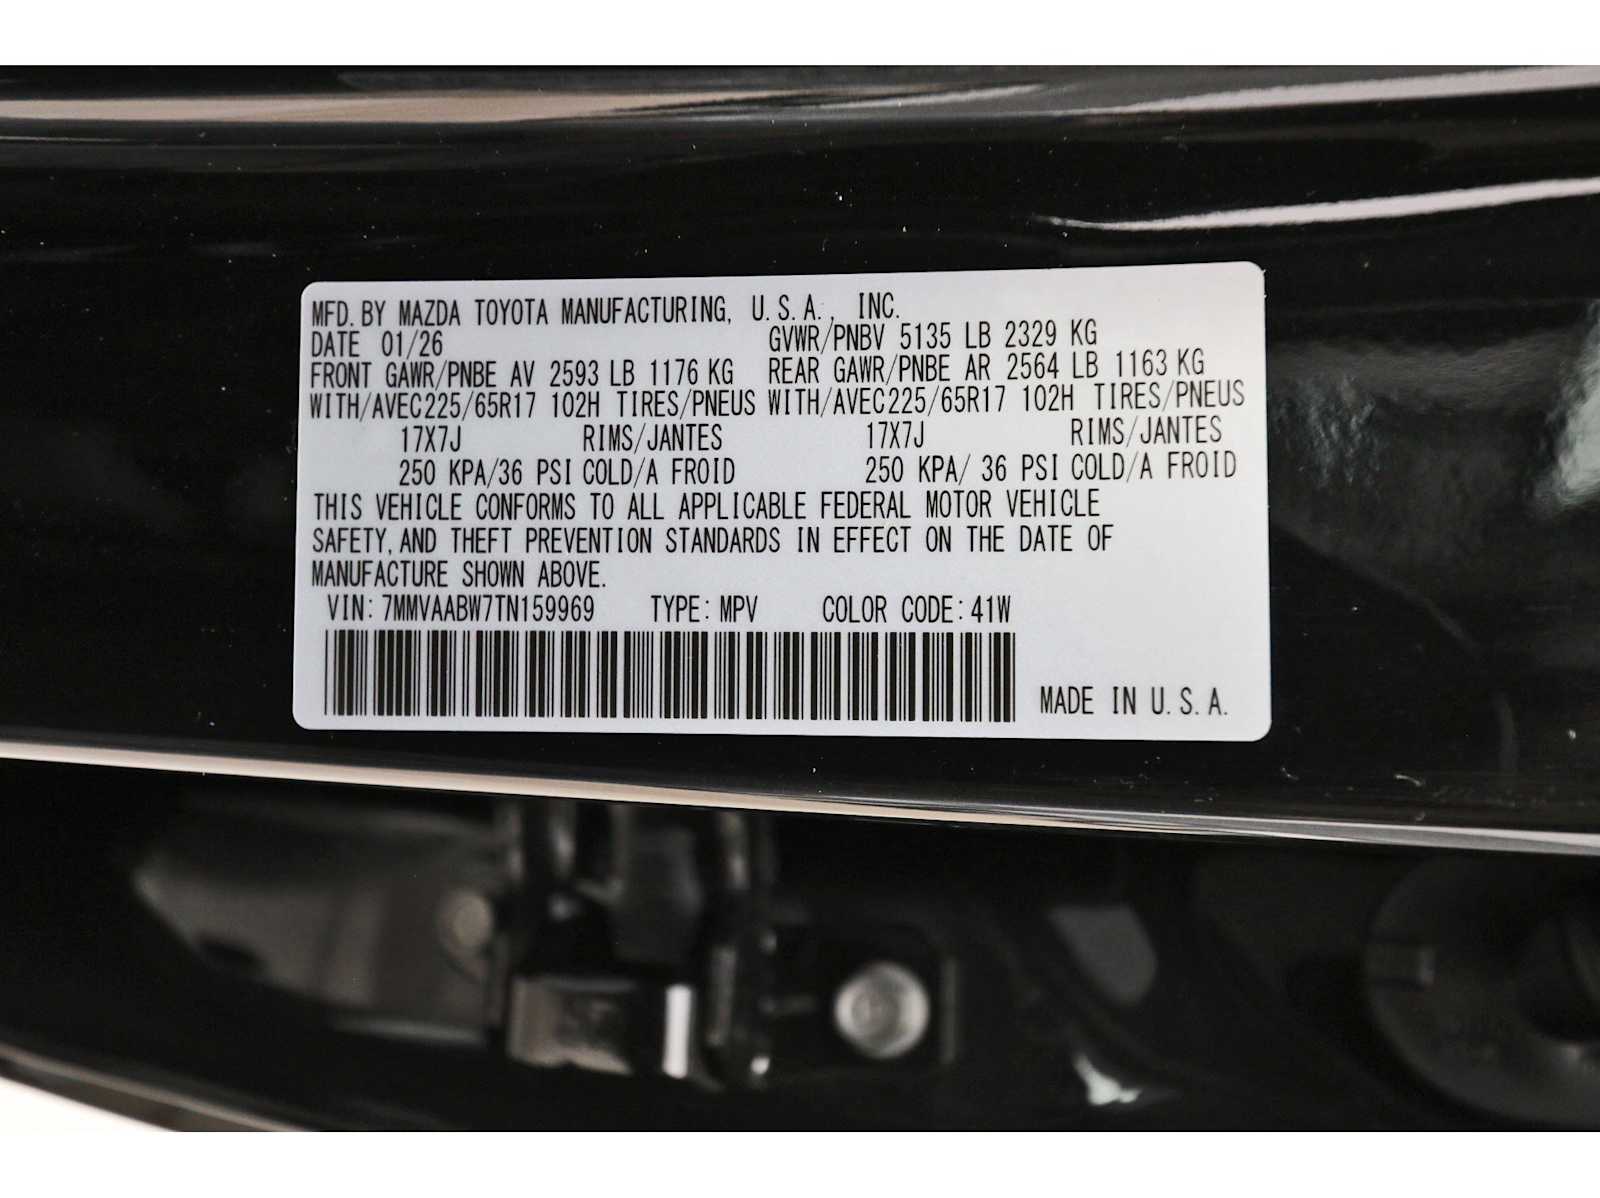 MFD. BY MAZDA TOYOTA MANUFACTURING, U.S.A., INC.
DATE 01/26 GVWR/PNBV 5135 LB 2329 KG
FRONT GAWR/PNBE AV 2593 LB 1176 KG REAR GAWR/PNBE AR 2564 LB 1163 KG
WITH/AVEC 225/65R17 102H TIRES/PNEUS WITH/AVEC 225/65R17 102H TIRES/PNEUS
17X7J RIMS/JANTES 17X7J RIMS/JANTES
250 KPA/36 PSI COLD/A FROID 250 KPA/ 36 PSI COLD/A FROID
THIS VEHICLE CONFORMS TO ALL APPLICABLE FEDERAL MOTOR VEHICLE
SAFETY, AND THEFT PREVENTION STANDARDS IN EFFECT ON THE DATE OF
MANUFACTURE SHOWN ABOVE.
VIN: 7MMVAABW7TN159969 TYPE: MPV COLOR CODE: 41W
MADE IN U.S.A.